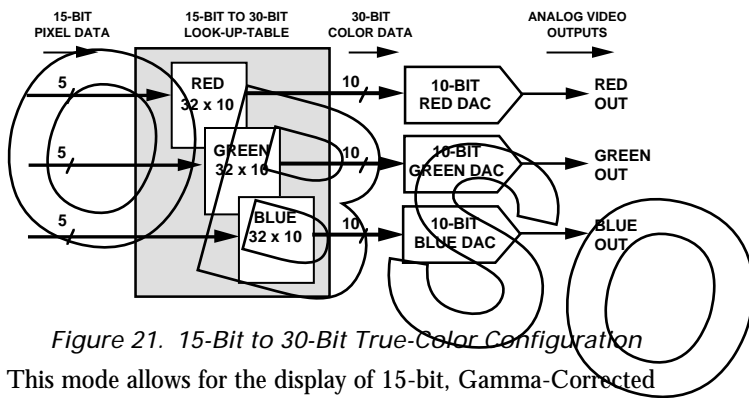 15-BIT PIXEL DATA
15-BIT TO 30-BIT LOOK-UP-TABLE
30-BIT COLOR DATA
ANALOG VIDEO OUTPUTS
5
RED 32 x 10
10
10-BIT RED DAC
RED OUT
5
GREEN 32 x 10
10
10-BIT GREEN DAC
GREEN OUT
5
BLUE 32 x 10
10
10-BIT BLUE DAC
BLUE OUT
OBSO
Figure 21. 15-Bit to 30-Bit True-Color Configuration
This mode allows for the display of 15-bit, Gamma-Corrected